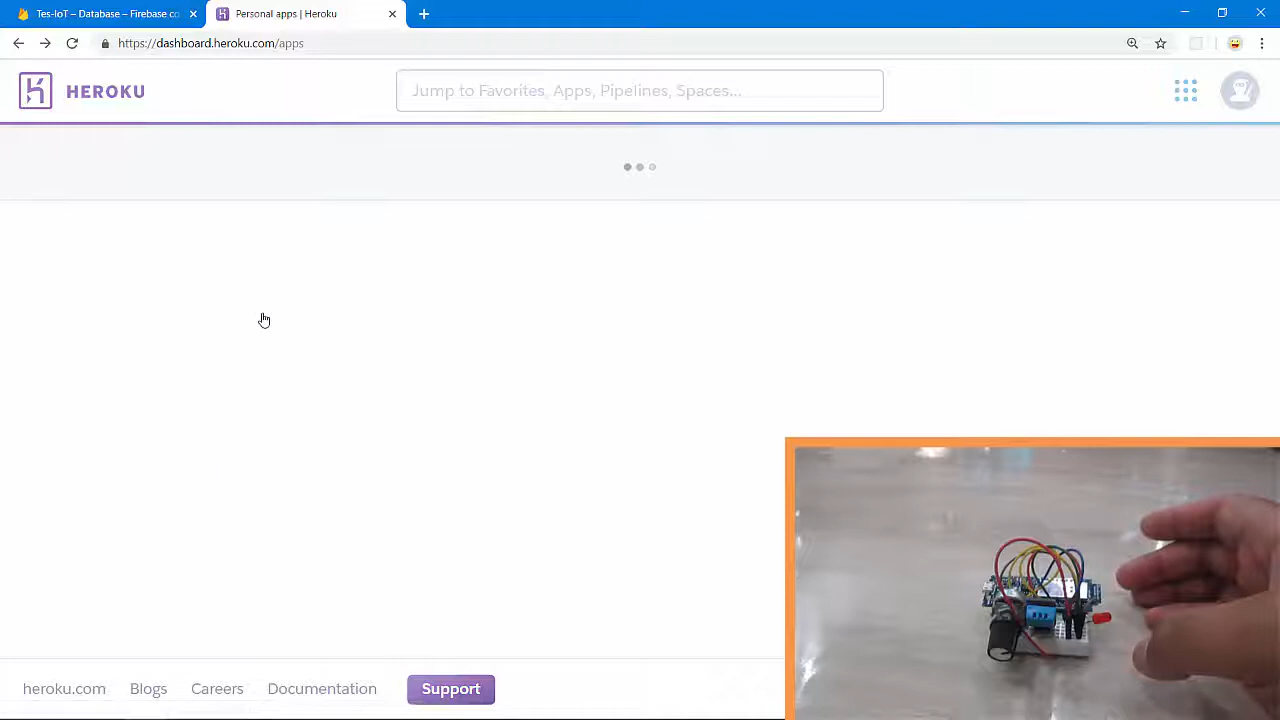 Tes-IoT – Database – Firebase co
Personal apps | Heroku
https://dashboard.heroku.com/apps
HEROKU
Jump to Favorites, Apps, Pipelines, Spaces...
heroku.com
Blogs
Careers
Documentation
Support